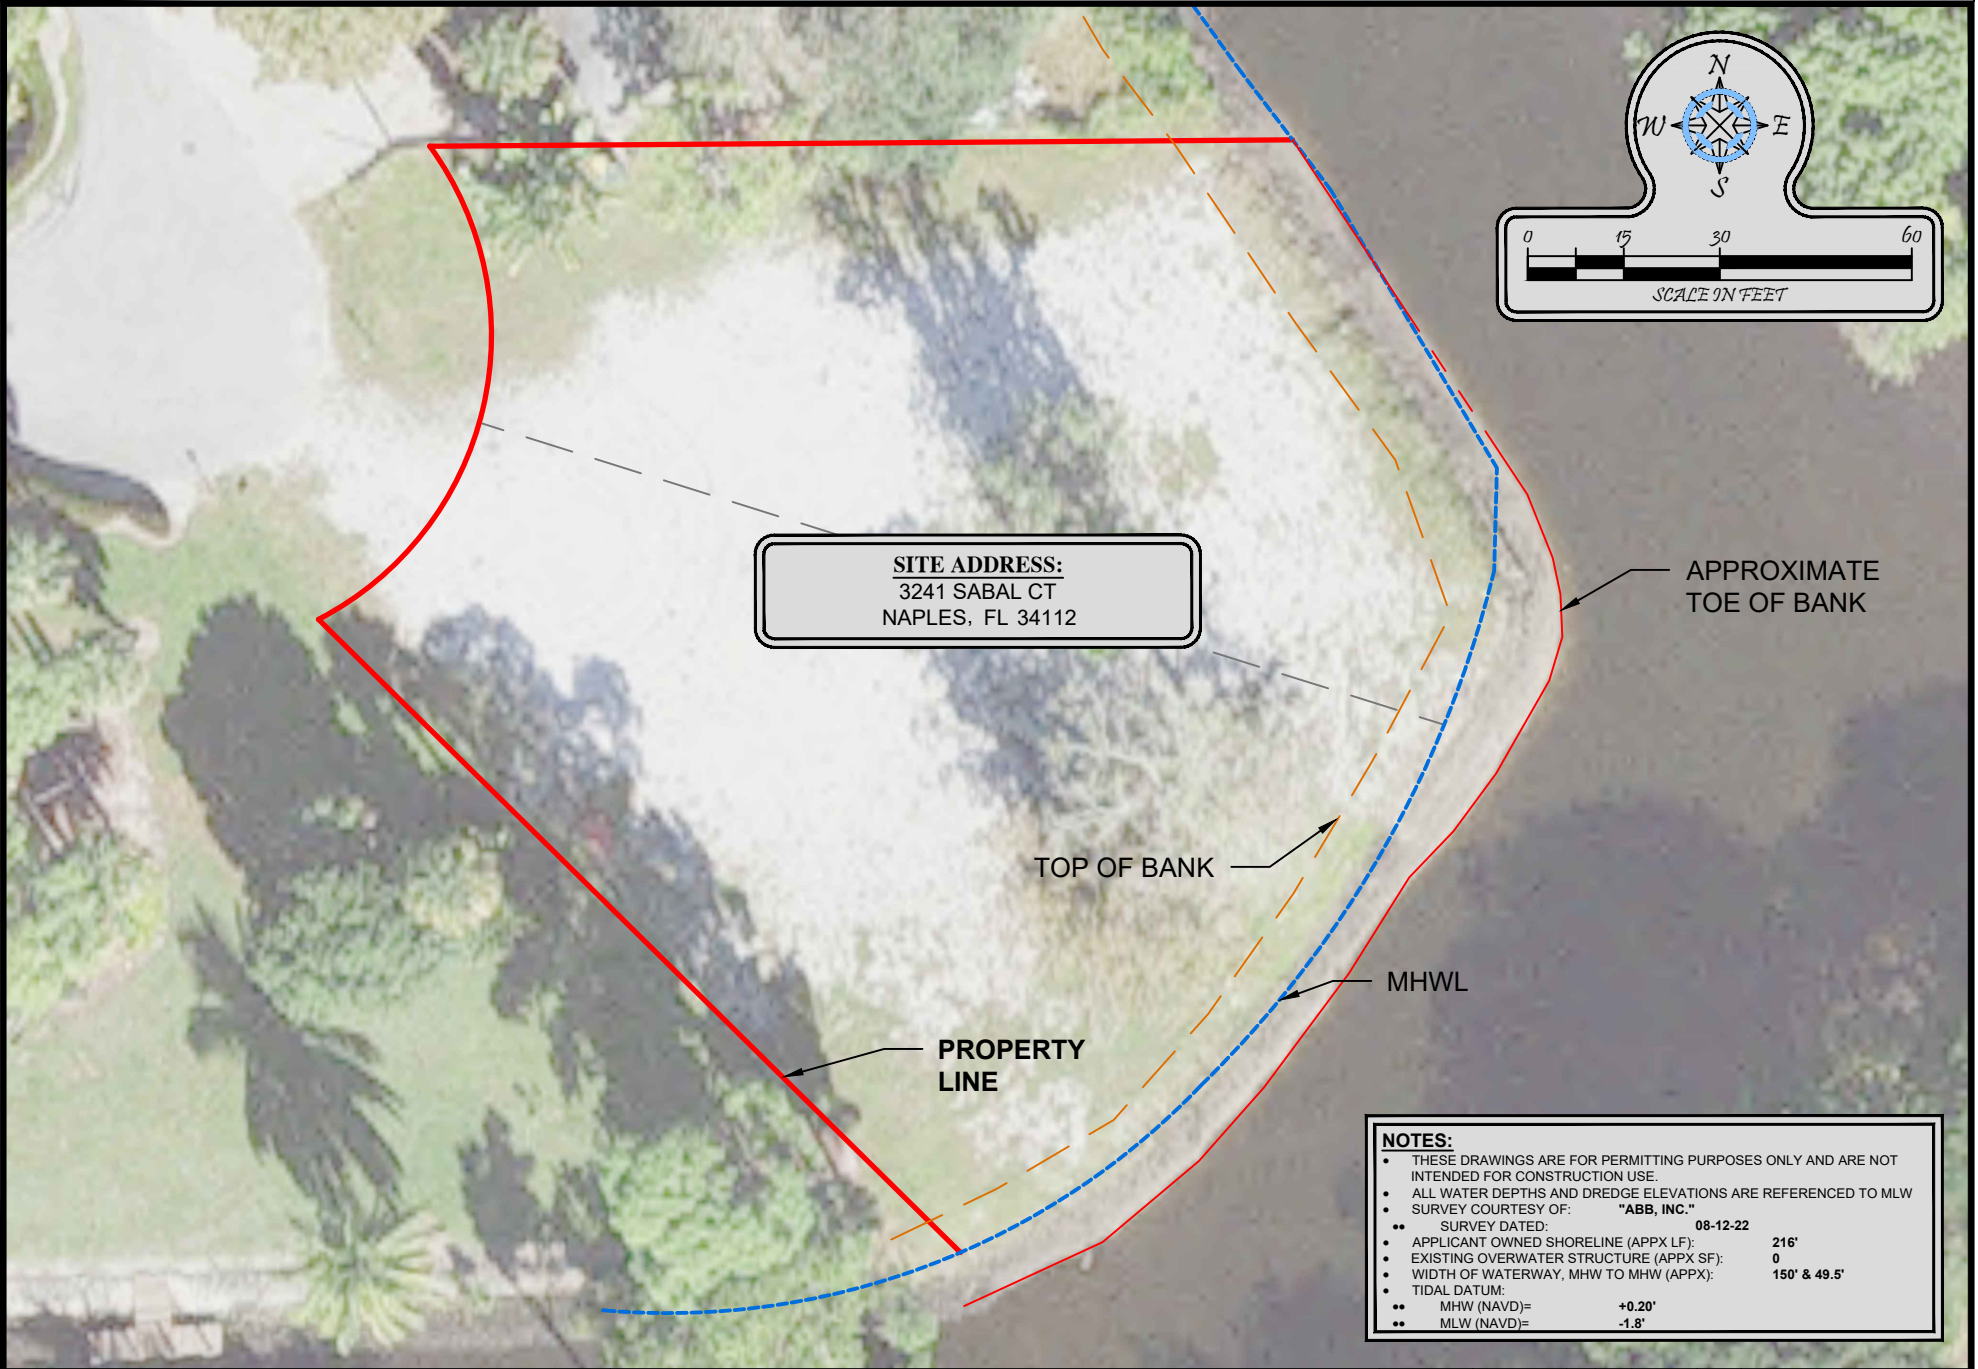 N
W E
S
0 15 30 60
SCALE IN FEET
SITE ADDRESS:
3241 SABAL CT
NAPLES, FL 34112
APPROXIMATE
TOE OF BANK
TOP OF BANK
MHWL
PROPERTY
LINE
NOTES:
• THESE DRAWINGS ARE FOR PERMITTING PURPOSES ONLY AND ARE NOT
INTENDED FOR CONSTRUCTION USE.
• ALL WATER DEPTHS AND DREDGE ELEVATIONS ARE REFERENCED TO MLW
• SURVEY COURTESY OF: "ABB, INC."
•• SURVEY DATED: 08-12-22
• APPLICANT OWNED SHORELINE (APPX LF): 216'
• EXISTING OVERWATER STRUCTURE (APPX SF): 0
• WIDTH OF WATERWAY, MHW TO MHW (APPX): 150' & 49.5'
• TIDAL DATUM:
•• MHW (NAVD)= +0.20'
•• MLW (NAVD)= -1.8'